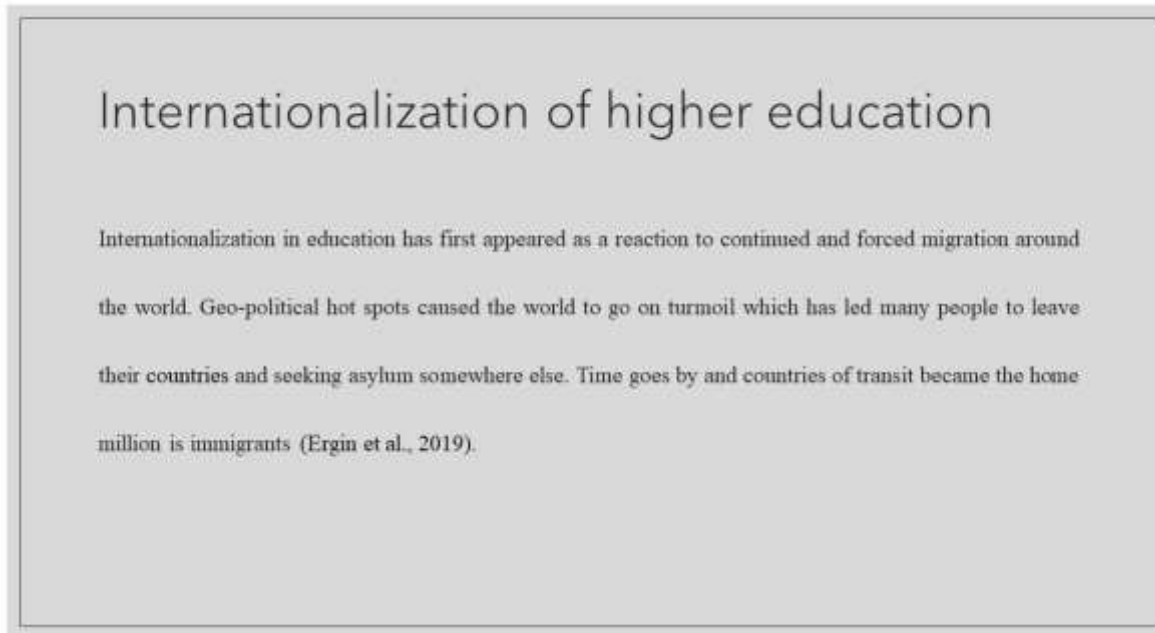 Internationalization of higher education
Internationalization in education has first appeared as a reaction to continued and forced migration around
the world. Geo-political hot spots caused the world to go on turmoil which has led many people to leave
their countries and seeking asylum somewhere else. Time goes by and countries of transit became the home
million is immigrants (Ergin et al., 2019).